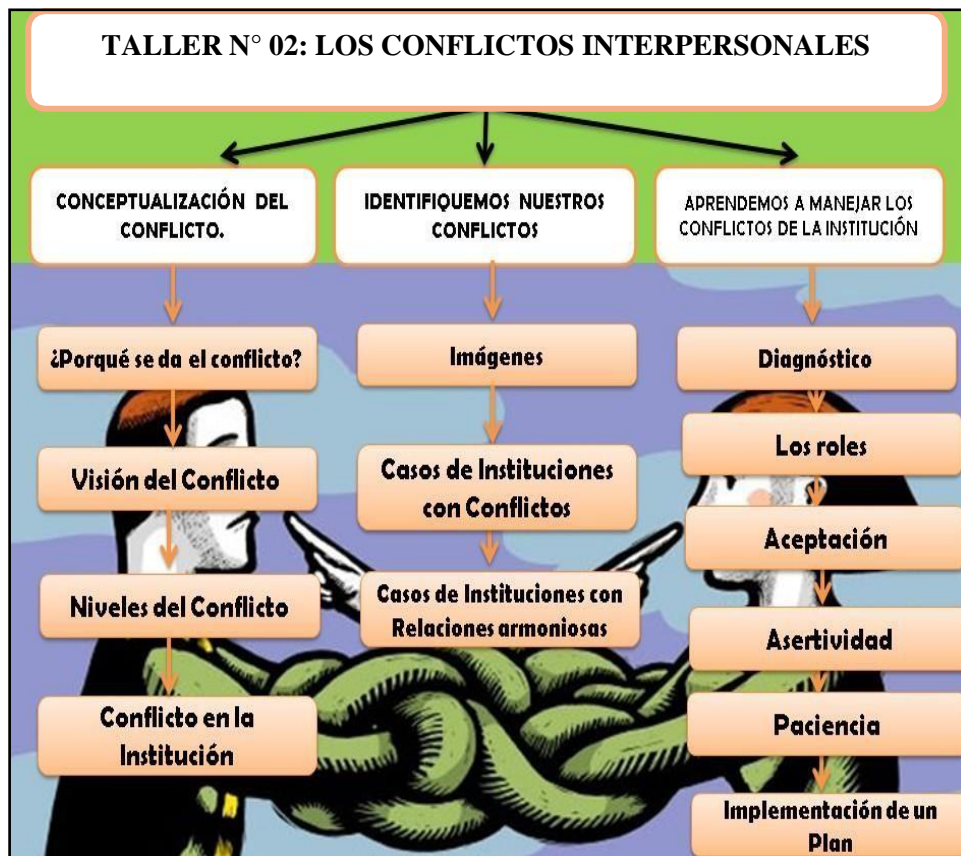 TALLER N° 02: LOS CONFLICTOS INTERPERSONALES
CONCEPTUALIZACIÓN DEL
CONFLICTO.
¿Porqué se da el conflicto?
Visión del Conflicto
Niveles del Conflicto
Conflicto en la
Institución
IDENTIFIQUEMOS NUESTROS
CONFLICTOS
Imágenes
Casos de Instituciones
con Conflictos
Casos de Instituciones con
Relaciones armoniosas
APRENDEMOS A MANEJAR LOS
CONFLICTOS DE LA INSTITUCIÓN
Diagnóstico
Los roles
Aceptación
Asertividad
Paciencia
Implementación de un
Plan